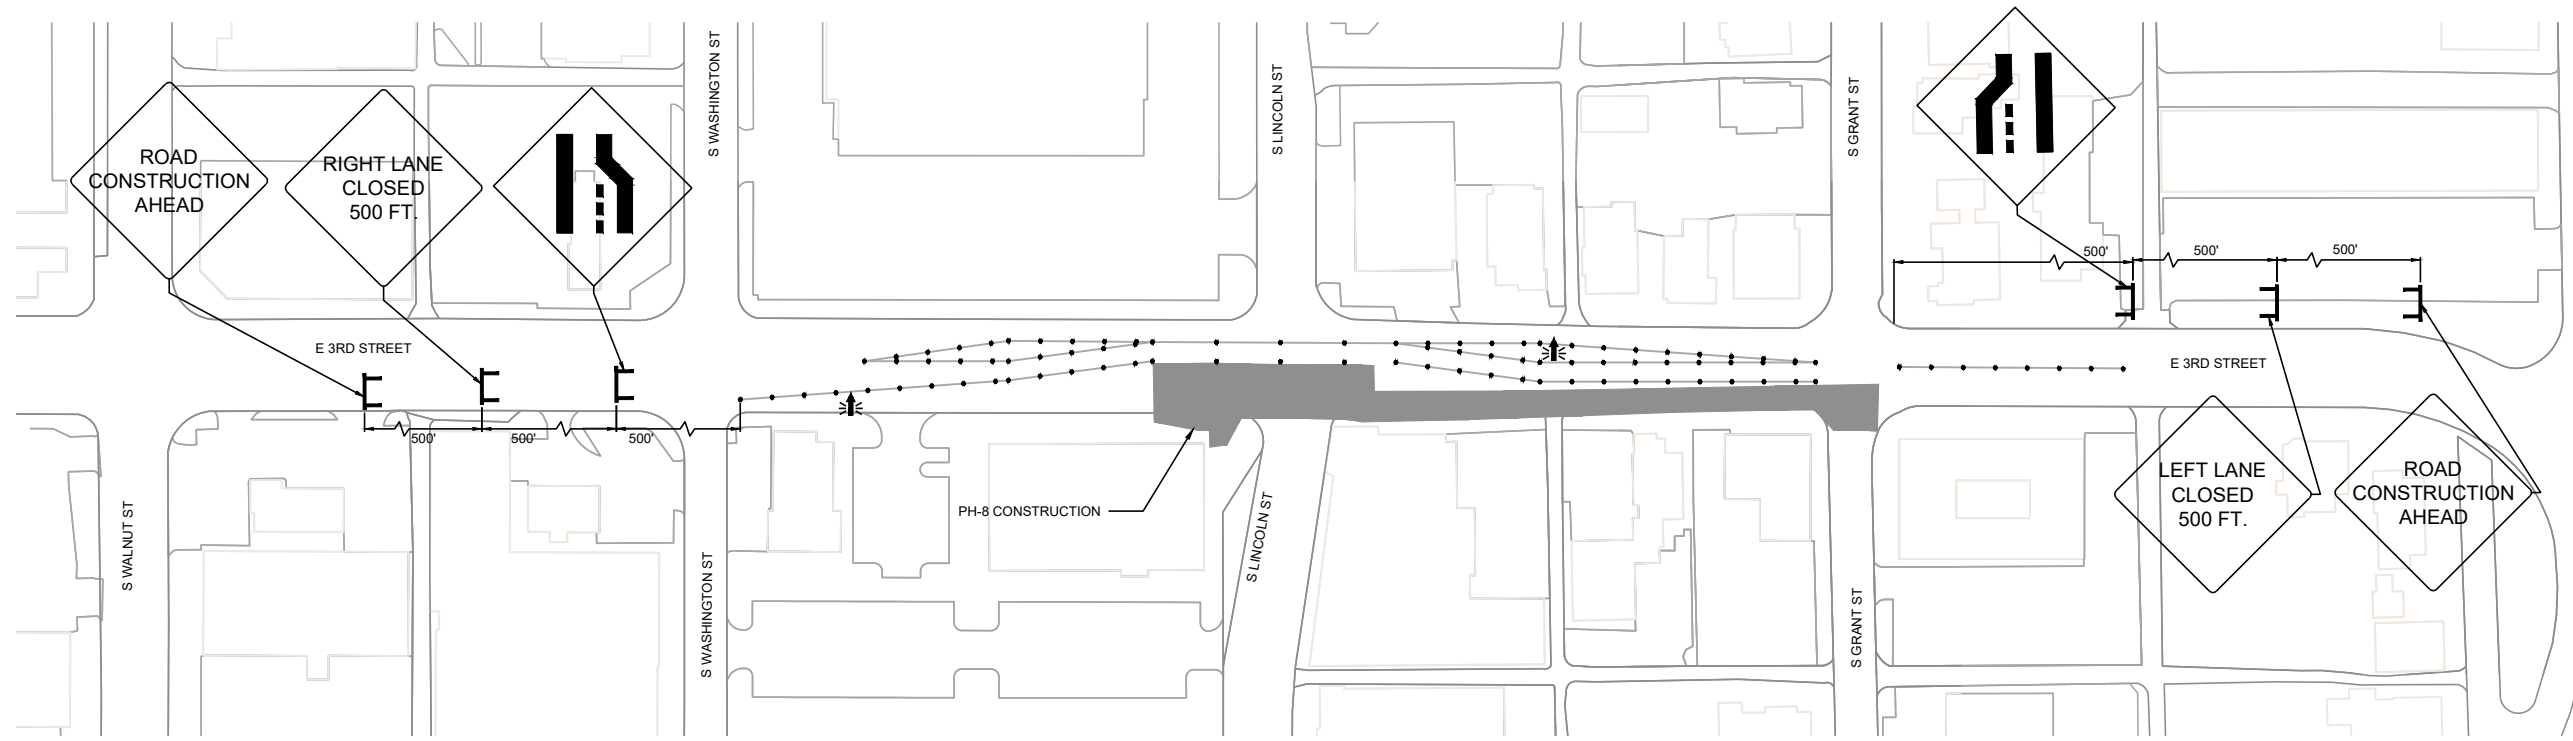 S WASHINGTON ST
S LINCOLN ST
S GRANT ST
ROAD
CONSTRUCTION
AHEAD
RIGHT LANE
CLOSED
500 FT.
500'
500'
500'
E 3RD STREET
E 3RD STREET
500'
500'
500'
LEFT LANE
CLOSED
500 FT.
ROAD
CONSTRUCTION
AHEAD
PH-8 CONSTRUCTION
S WALNUT ST
S WASHINGTON ST
S LINCOLN ST
S GRANT ST